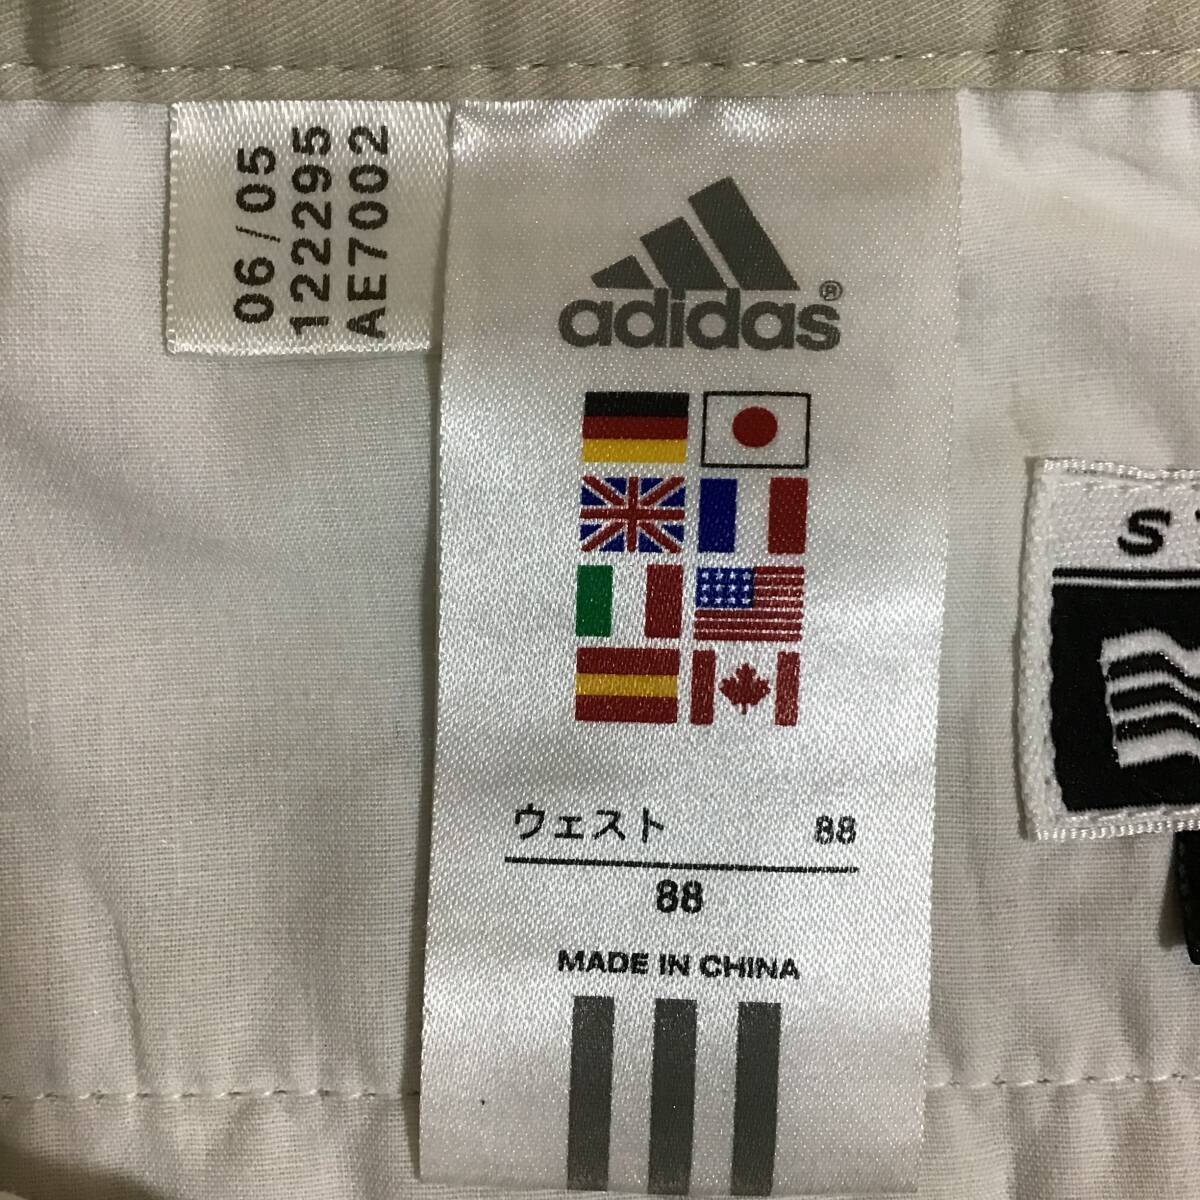 06/05
122295
AE7002
adidas®
ウェスト 88
88
MADE IN CHINA